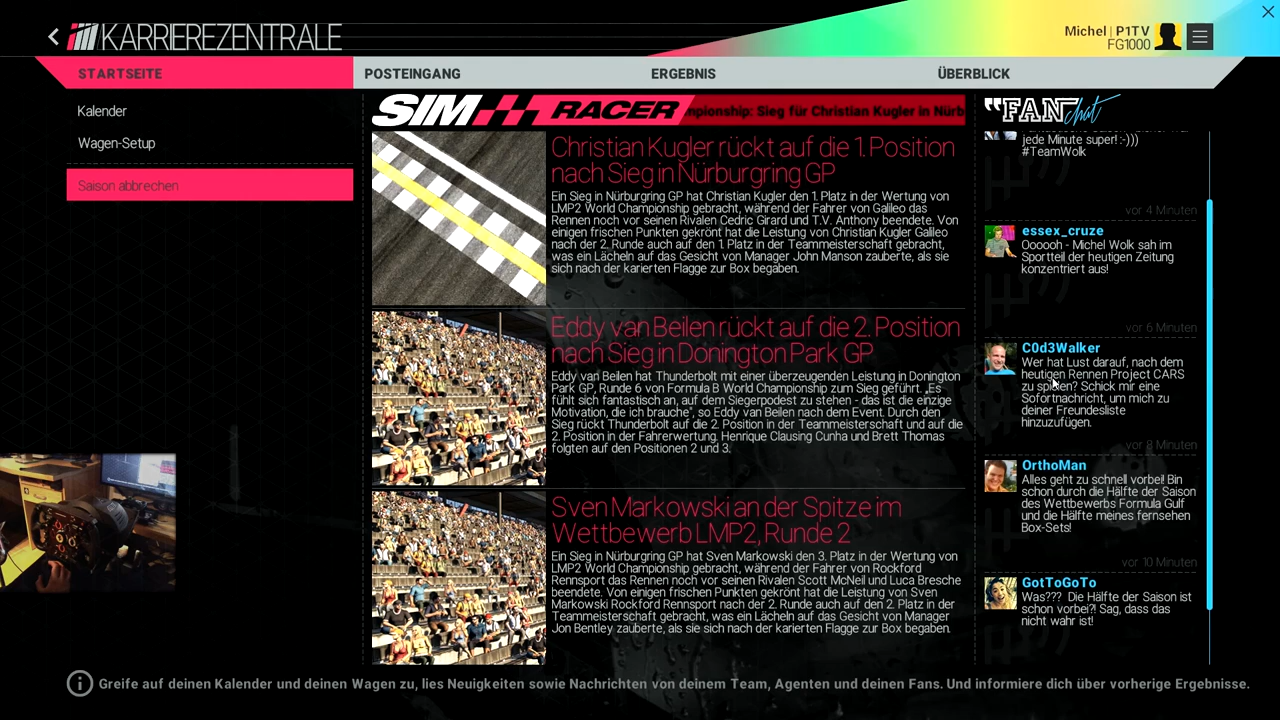 KARRIEREZENTRALE
Michel | P1TV
FG1000
STARTSEITE
POSTEINGANG
ERGEBNIS
ÜBERBLICK
Kalender
Wagen-Setup
Saison abbrechen
SIM RACER
mpionship: Sieg für Christian Kugler in Nürb
Christian Kugler rückt auf die 1. Position
nach Sieg in Nürburgring GP
Ein Sieg in Nürburgring GP hat Christian Kugler den 1. Platz in der Wertung von
LMP2 World Championship gebracht, während der Fahrer von Galileo das
Rennen noch vor seinen Rivalen Cedric Girard und T.V. Anthony beendete. Von
einigen frischen Punkten gekrönt hat die Leistung von Christian Kugler Galileo
nach der 2. Runde auch auf den 1. Platz in der Teammeisterschaft gebracht,
was ein Lächeln auf das Gesicht von Manager John Manson zauberte, als sie
sich nach der karierten Flagge zur Box begaben.
Eddy van Beilen rückt auf die 2. Position
nach Sieg in Donington Park GP
Eddy van Beilen hat Thunderbolt mit einer überzeugenden Leistung in Donington
Park GP, Runde 6 von Formula B World Championship zum Sieg geführt. „Es
fühlt sich fantastisch an, auf dem Siegerpodest zu stehen - das ist die einzige
Motivation, die ich brauche", so Eddy van Beilen nach dem Event. Durch den
Sieg rückt Thunderbolt auf die 2. Position in der Teammeisterschaft und auf die
2. Position in der Fahrerwertung. Henrique Clausing Cunha und Brett Thomas
folgten auf den Positionen 2 und 3.
Sven Markowski an der Spitze im
Wettbewerb LMP2, Runde 2
Ein Sieg in Nürburgring GP hat Sven Markowski den 3. Platz in der Wertung von
LMP2 World Championship gebracht, während der Fahrer von Rockford
Rennsport das Rennen noch vor seinen Rivalen Scott McNeil und Luca Bresche
beendete. Von einigen frischen Punkten gekrönt hat die Leistung von Sven
Markowski Rockford Rennsport nach der 2. Runde auch auf den 2. Platz in der
Teammeisterschaft gebracht, was ein Lächeln auf das Gesicht von Manager
Jon Bentley zauberte, als sie sich nach der karierten Flagge zur Box begaben.
"FAN chat
jede Minute super! :-)))
#TeamWolk
vor 4 Minuten
essex_cruze
Oooooh - Michel Wolk sah im
Sportteil der heutigen Zeitung
konzentriert aus!
vor 6 Minuten
C0d3Walker
Wer hat Lust darauf, nach dem
heutigen Rennen Project CARS
zu spielen? Schick mir eine
Sofortnachricht, um mich zu
deiner Freundesliste
hinzuzufügen.
vor 8 Minuten
OrthoMan
Alles geht zu schnell vorbei! Bin
schon durch die Hälfte der Saison
des Wettbewerbs Formula Gulf
und die Hälfte meines fernsehen
Box-Sets!
vor 10 Minuten
GotToGoTo
Was??? Die Hälfte der Saison ist
schon vorbei?! Sag, dass das
nicht wahr ist!
Greife auf deinen Kalender und deinen Wagen zu, lies Neuigkeiten sowie Nachrichten von deinem Team, Agenten und deinen Fans. Und informiere dich über vorherige Ergebnisse.